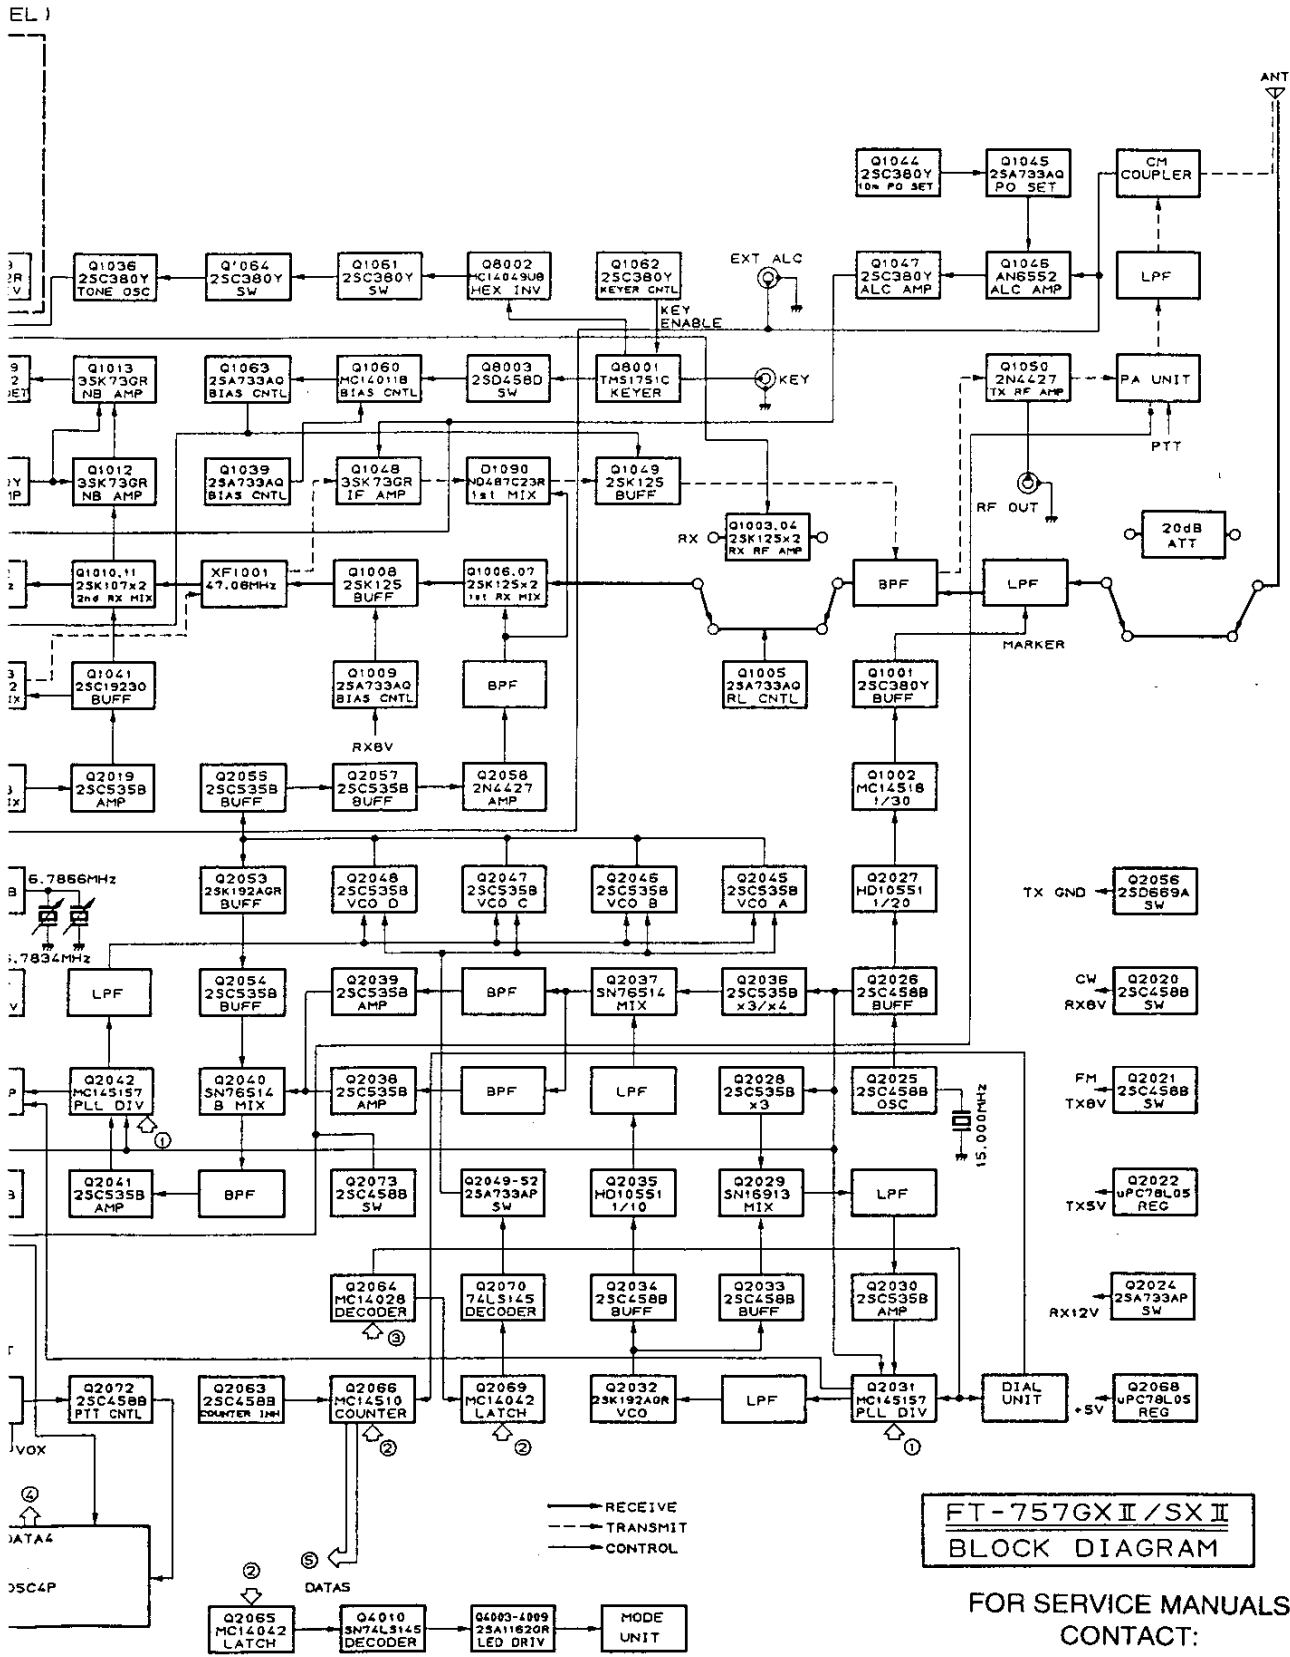 EL)
ANT
Q1044
2SC380Y
10m PO SET
Q1045
2SA733AQ
PO SET
CM
COUPLER
Q1036
2SC380Y
TONE OSC
Q'064
2SC380Y
SW
Q1061
2SC380Y
SW
Q8002
MC14049UB
HEX INV
Q1062
2SC380Y
KEYER CNTL
EXT ALC
Q1047
2SC380Y
ALC AMP
Q1046
AN6552
ALC AMP
LPF
KEY
ENABLE
Q1013
3SK73GR
NB AMP
Q1063
2SA733AQ
BIAS CNTL
Q1060
MC14011B
BIAS CNTL
Q8003
2SD458D
SW
Q8001
TMS1751C
KEYER
KEY
Q1050
2N4427
TX RF AMP
PA UNIT
PTT
Q1012
3SK73GR
NB AMP
Q1039
2SA733AQ
BIAS CNTL
Q1048
3SK73GR
IF AMP
D1090
ND487C23R
1st MIX
Q1049
2SK125
BUFF
RF OUT
RX
Q1003.04
2SK125x2
RX RF AMP
20dB
ATT
Q1010.11
2SK107x2
2nd RX MIX
XF1001
47.06MHz
Q1008
2SK125
BUFF
Q1006.07
2SK125x2
1st RX MIX
BPF
LPF
MARKER
Q1041
2SC1923O
BUFF
Q1009
2SA733AQ
BIAS CNTL
BPF
Q1005
2SA733AQ
RL CNTL
Q1001
2SC380Y
BUFF
RX8V
Q2019
2SC535B
AMP
Q2055
2SC535B
BUFF
Q2057
2SC535B
BUFF
Q2058
2N4427
AMP
Q1002
MC14518
1/30
6.7866MHz
Q2053
2SK192AGR
BUFF
Q2048
2SC535B
VCO D
Q2047
2SC535B
VCO C
Q2046
2SC535B
VCO B
Q2045
2SC535B
VCO A
Q2027
HD10551
1/20
TX GND
Q2056
2SD669A
SW
.7834MHz
LPF
Q2054
2SC535B
BUFF
Q2039
2SC535B
AMP
BPF
Q2037
SN76514
MIX
Q2036
2SC535B
x3/x4
Q2026
2SC458B
BUFF
CW
RX8V
Q2020
2SC458B
SW
Q2042
MC145157
PLL DIV
①
Q2040
SN76514
B MIX
Q2038
2SC535B
AMP
BPF
LPF
Q2028
2SC535B
x3
Q2025
2SC458B
OSC
15.000MHz
FM
TX8V
Q2021
2SC458B
SW
Q2041
2SC535B
AMP
BPF
Q2073
2SC458B
SW
Q2049-52
2SA733AP
SW
Q2035
HD10551
1/10
Q2029
SN16913
MIX
LPF
TX5V
Q2022
uPC78L05
REG
Q2064
MC14028
DECODER
③
Q2070
74LS145
DECODER
Q2034
2SC458B
BUFF
Q2033
2SC458B
BUFF
Q2030
2SC535B
AMP
RX12V
Q2024
2SA733AP
SW
Q2072
2SC458B
PTT CNTL
Q2063
2SC458B
COUNTER INH
Q2066
MC14510
COUNTER
②
Q2069
MC14042
LATCH
②
Q2032
2SK192AGR
VCO
LPF
Q2031
MC145157
PLL DIV
①
DIAL
UNIT
+5V
Q2068
uPC78L05
REG
VOX
④
DATA4
OSC4P
⑤
DATAS
②
RECEIVE
TRANSMIT
CONTROL
Q2065
MC14042
LATCH
Q4010
SN74LS145
DECODER
Q4003-4009
2SA1162GR
LED DRIV
MODE
UNIT
FT-757GXⅡ/SXⅡ
BLOCK DIAGRAM
FOR SERVICE MANUALS
CONTACT: